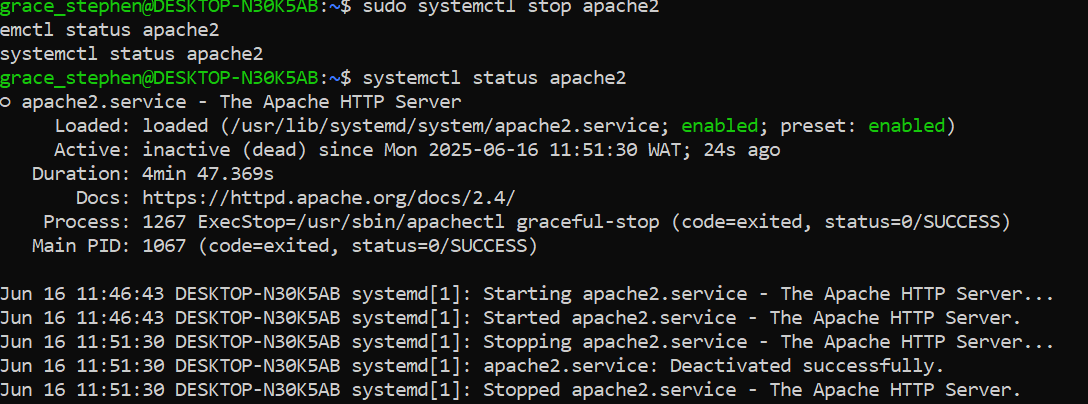 grace_stephen@DESKTOP-N30K5AB:~$ sudo systemctl stop apache2
emctl status apache2
systemctl status apache2
grace_stephen@DESKTOP-N30K5AB:~$ systemctl status apache2
○ apache2.service - The Apache HTTP Server
     Loaded: loaded (/usr/lib/systemd/system/apache2.service; enabled; preset: enabled)
     Active: inactive (dead) since Mon 2025-06-16 11:51:30 WAT; 24s ago
   Duration: 4min 47.369s
       Docs: https://httpd.apache.org/docs/2.4/
    Process: 1267 ExecStop=/usr/sbin/apachectl graceful-stop (code=exited, status=0/SUCCESS)
   Main PID: 1067 (code=exited, status=0/SUCCESS)

Jun 16 11:46:43 DESKTOP-N30K5AB systemd[1]: Starting apache2.service - The Apache HTTP Server...
Jun 16 11:46:43 DESKTOP-N30K5AB systemd[1]: Started apache2.service - The Apache HTTP Server.
Jun 16 11:51:30 DESKTOP-N30K5AB systemd[1]: Stopping apache2.service - The Apache HTTP Server...
Jun 16 11:51:30 DESKTOP-N30K5AB systemd[1]: apache2.service: Deactivated successfully.
Jun 16 11:51:30 DESKTOP-N30K5AB systemd[1]: Stopped apache2.service - The Apache HTTP Server.